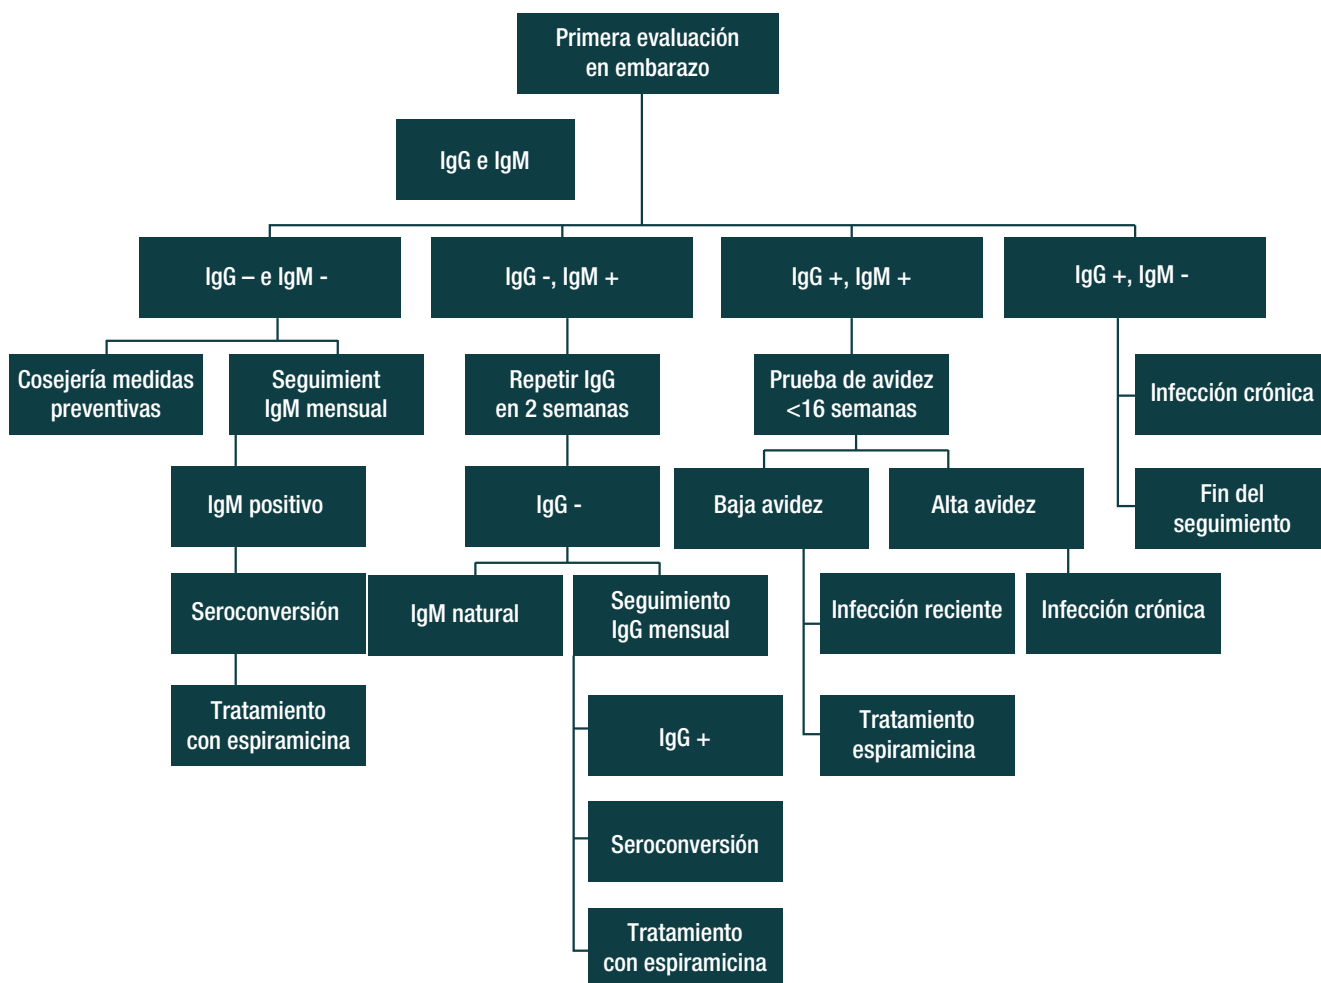 Primera evaluación
en embarazo
IgG e IgM
IgG – e IgM -
IgG -, IgM +
IgG +, IgM +
IgG +, IgM -
Cosejería medidas
preventivas
Seguimient
IgM mensual
Repetir IgG
en 2 semanas
Prueba de avidez
<16 semanas
Infección crónica
IgM positivo
IgG -
Baja avidez
Alta avidez
Fin del
seguimiento
Seroconversión
IgM natural
Seguimiento
IgG mensual
Infección reciente
Infección crónica
Tratamiento
con espiramicina
IgG +
Tratamiento
espiramicina
Seroconversión
Tratamiento
con espiramicina